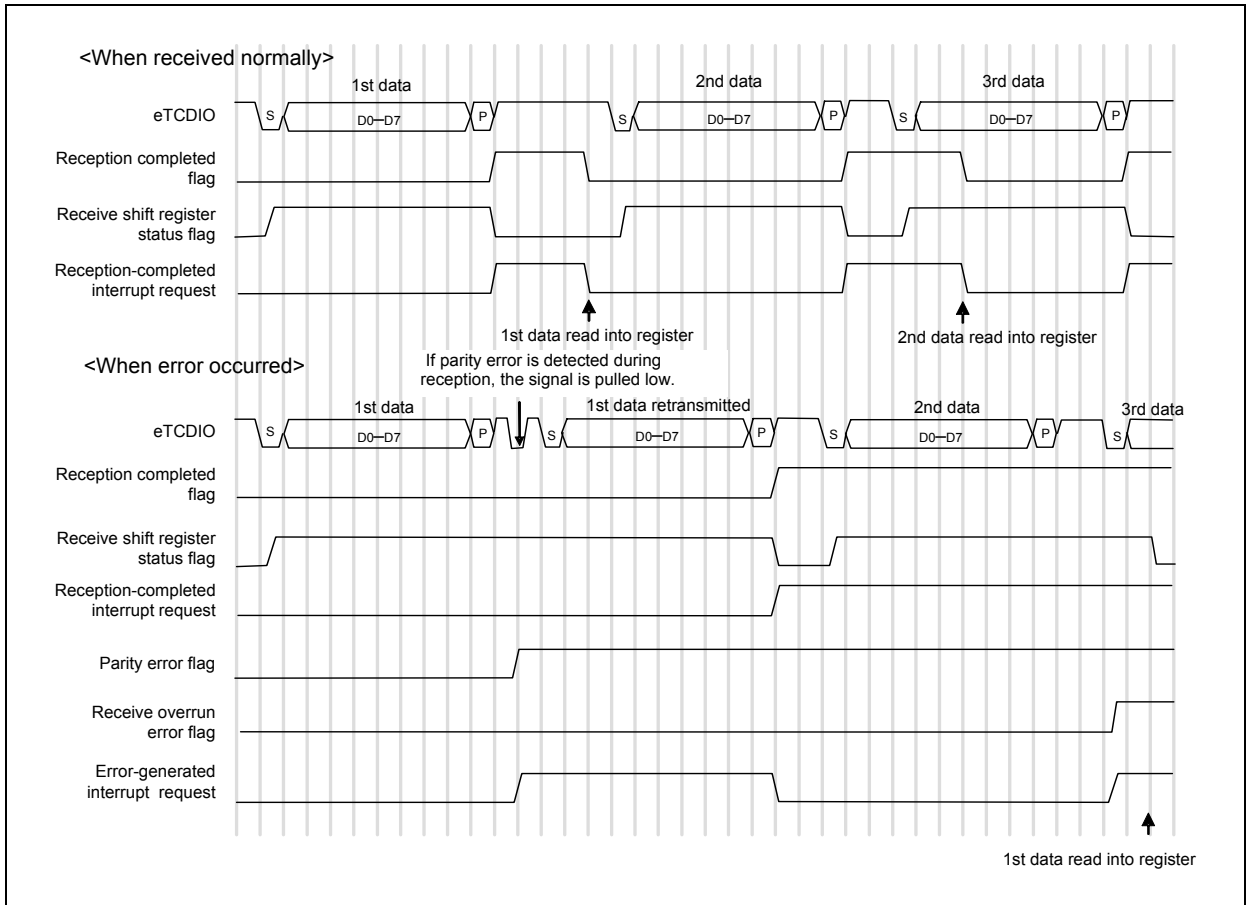 <When received normally>
1st data
2nd data
3rd data
eTCDIO
S
D0—D7
P
S
D0—D7
P
S
D0—D7
P
Reception completed
flag
Receive shift register
status flag
Reception-completed
interrupt request
1st data read into register
2nd data read into register
<When error occurred>
If parity error is detected during
reception, the signal is pulled low.
1st data
1st data retransmitted
2nd data
3rd data
eTCDIO
S
D0—D7
P
S
D0—D7
P
S
D0—D7
P
S
Reception completed
flag
Receive shift register
status flag
Reception-completed
interrupt request
Parity error flag
Receive overrun
error flag
Error-generated
interrupt request
1st data read into register